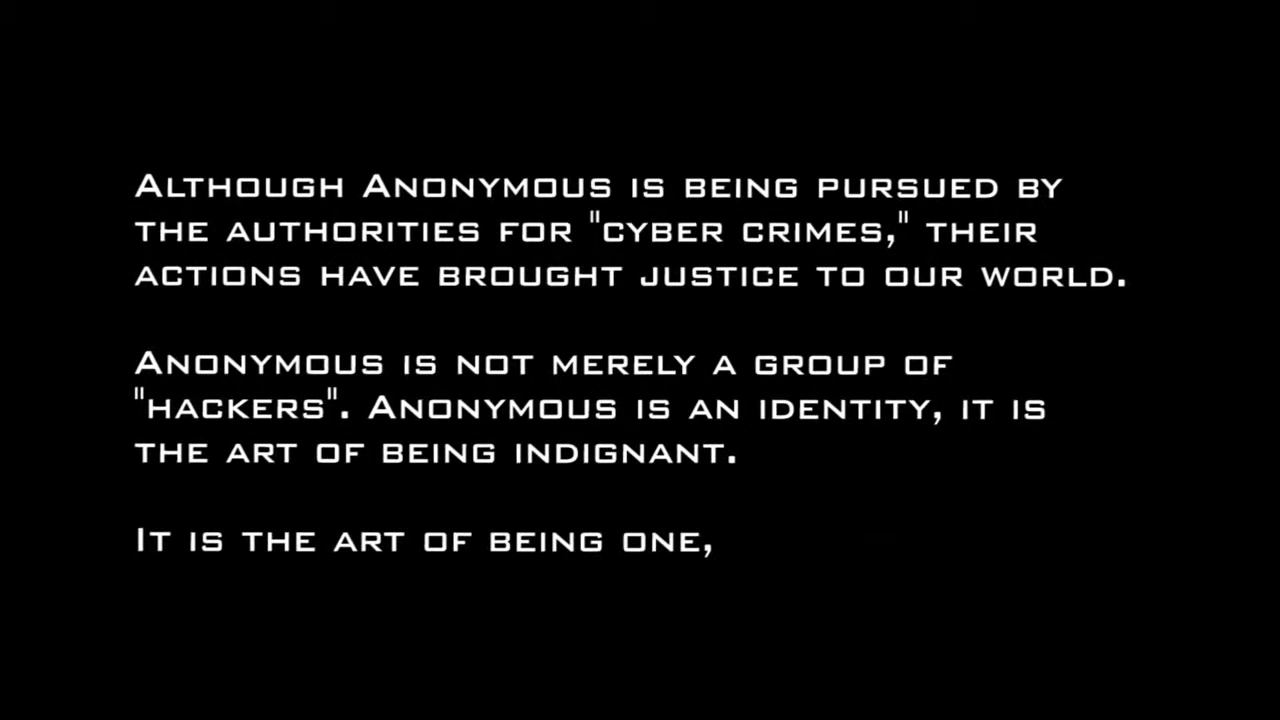 Although Anonymous is being pursued by
the authorities for "cyber crimes," their
actions have brought justice to our world.
Anonymous is not merely a group of
"hackers". Anonymous is an identity, it is
the art of being indignant.
It is the art of being one,